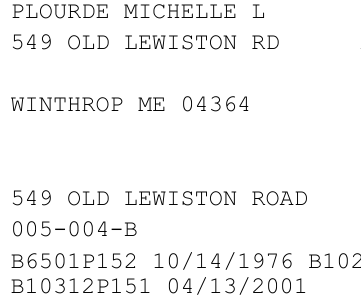 PLOURDE MICHELLE L
549 OLD LEWISTON RD
WINTHROP ME 04364
549 OLD LEWISTON ROAD
005-004-B
B6501P152 10/14/1976 B102
B10312P151 04/13/2001